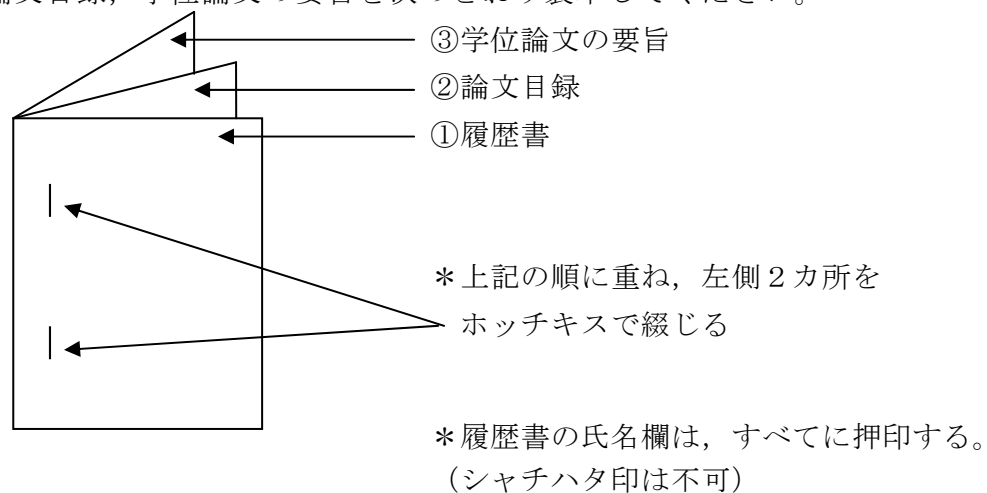 論文目録，学位論文の要旨を次のとおり製本してください。
③学位論文の要旨
②論文目録
①履歴書
＊上記の順に重ね，左側２カ所を
ホッチキスで綴じる
＊履歴書の氏名欄は，すべてに押印する。
（シャチハタ印は不可）